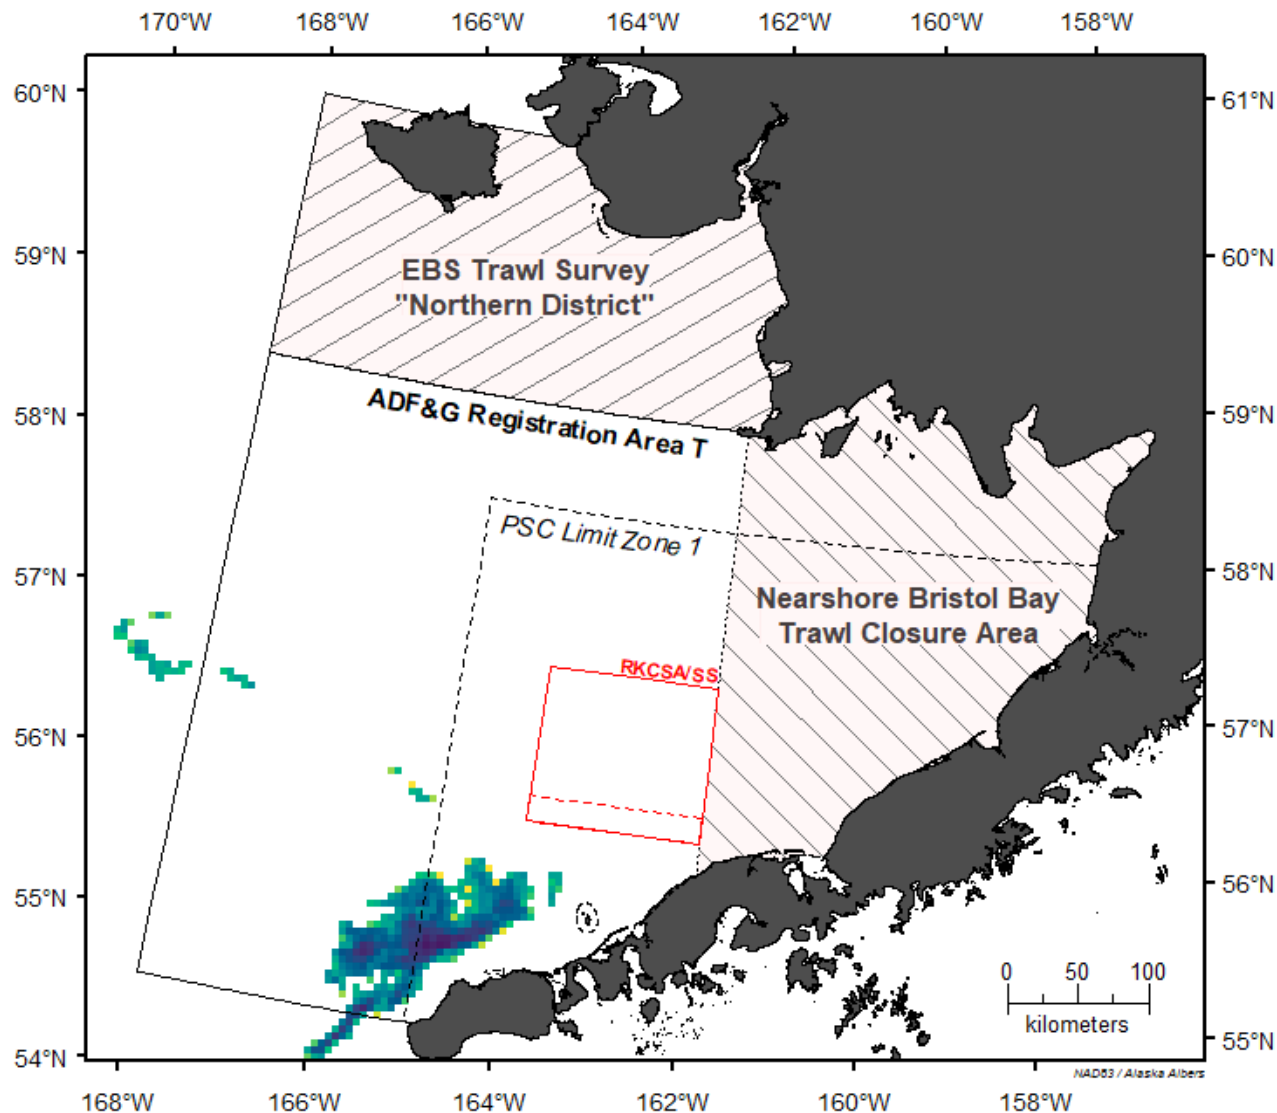 170°W 168°W 166°W 164°W 162°W 160°W 158°W
60°N
61°N
59°N
60°N
EBS Trawl Survey
"Northern District"
58°N
59°N
ADF&G Registration Area T
PSC Limit Zone 1
57°N
58°N
Nearshore Bristol Bay
Trawl Closure Area
RKCSA/SS
56°N
57°N
55°N
56°N
0 50 100
kilometers
54°N
55°N
NAD83 / Alaska Albers
168°W 166°W 164°W 162°W 160°W 158°W